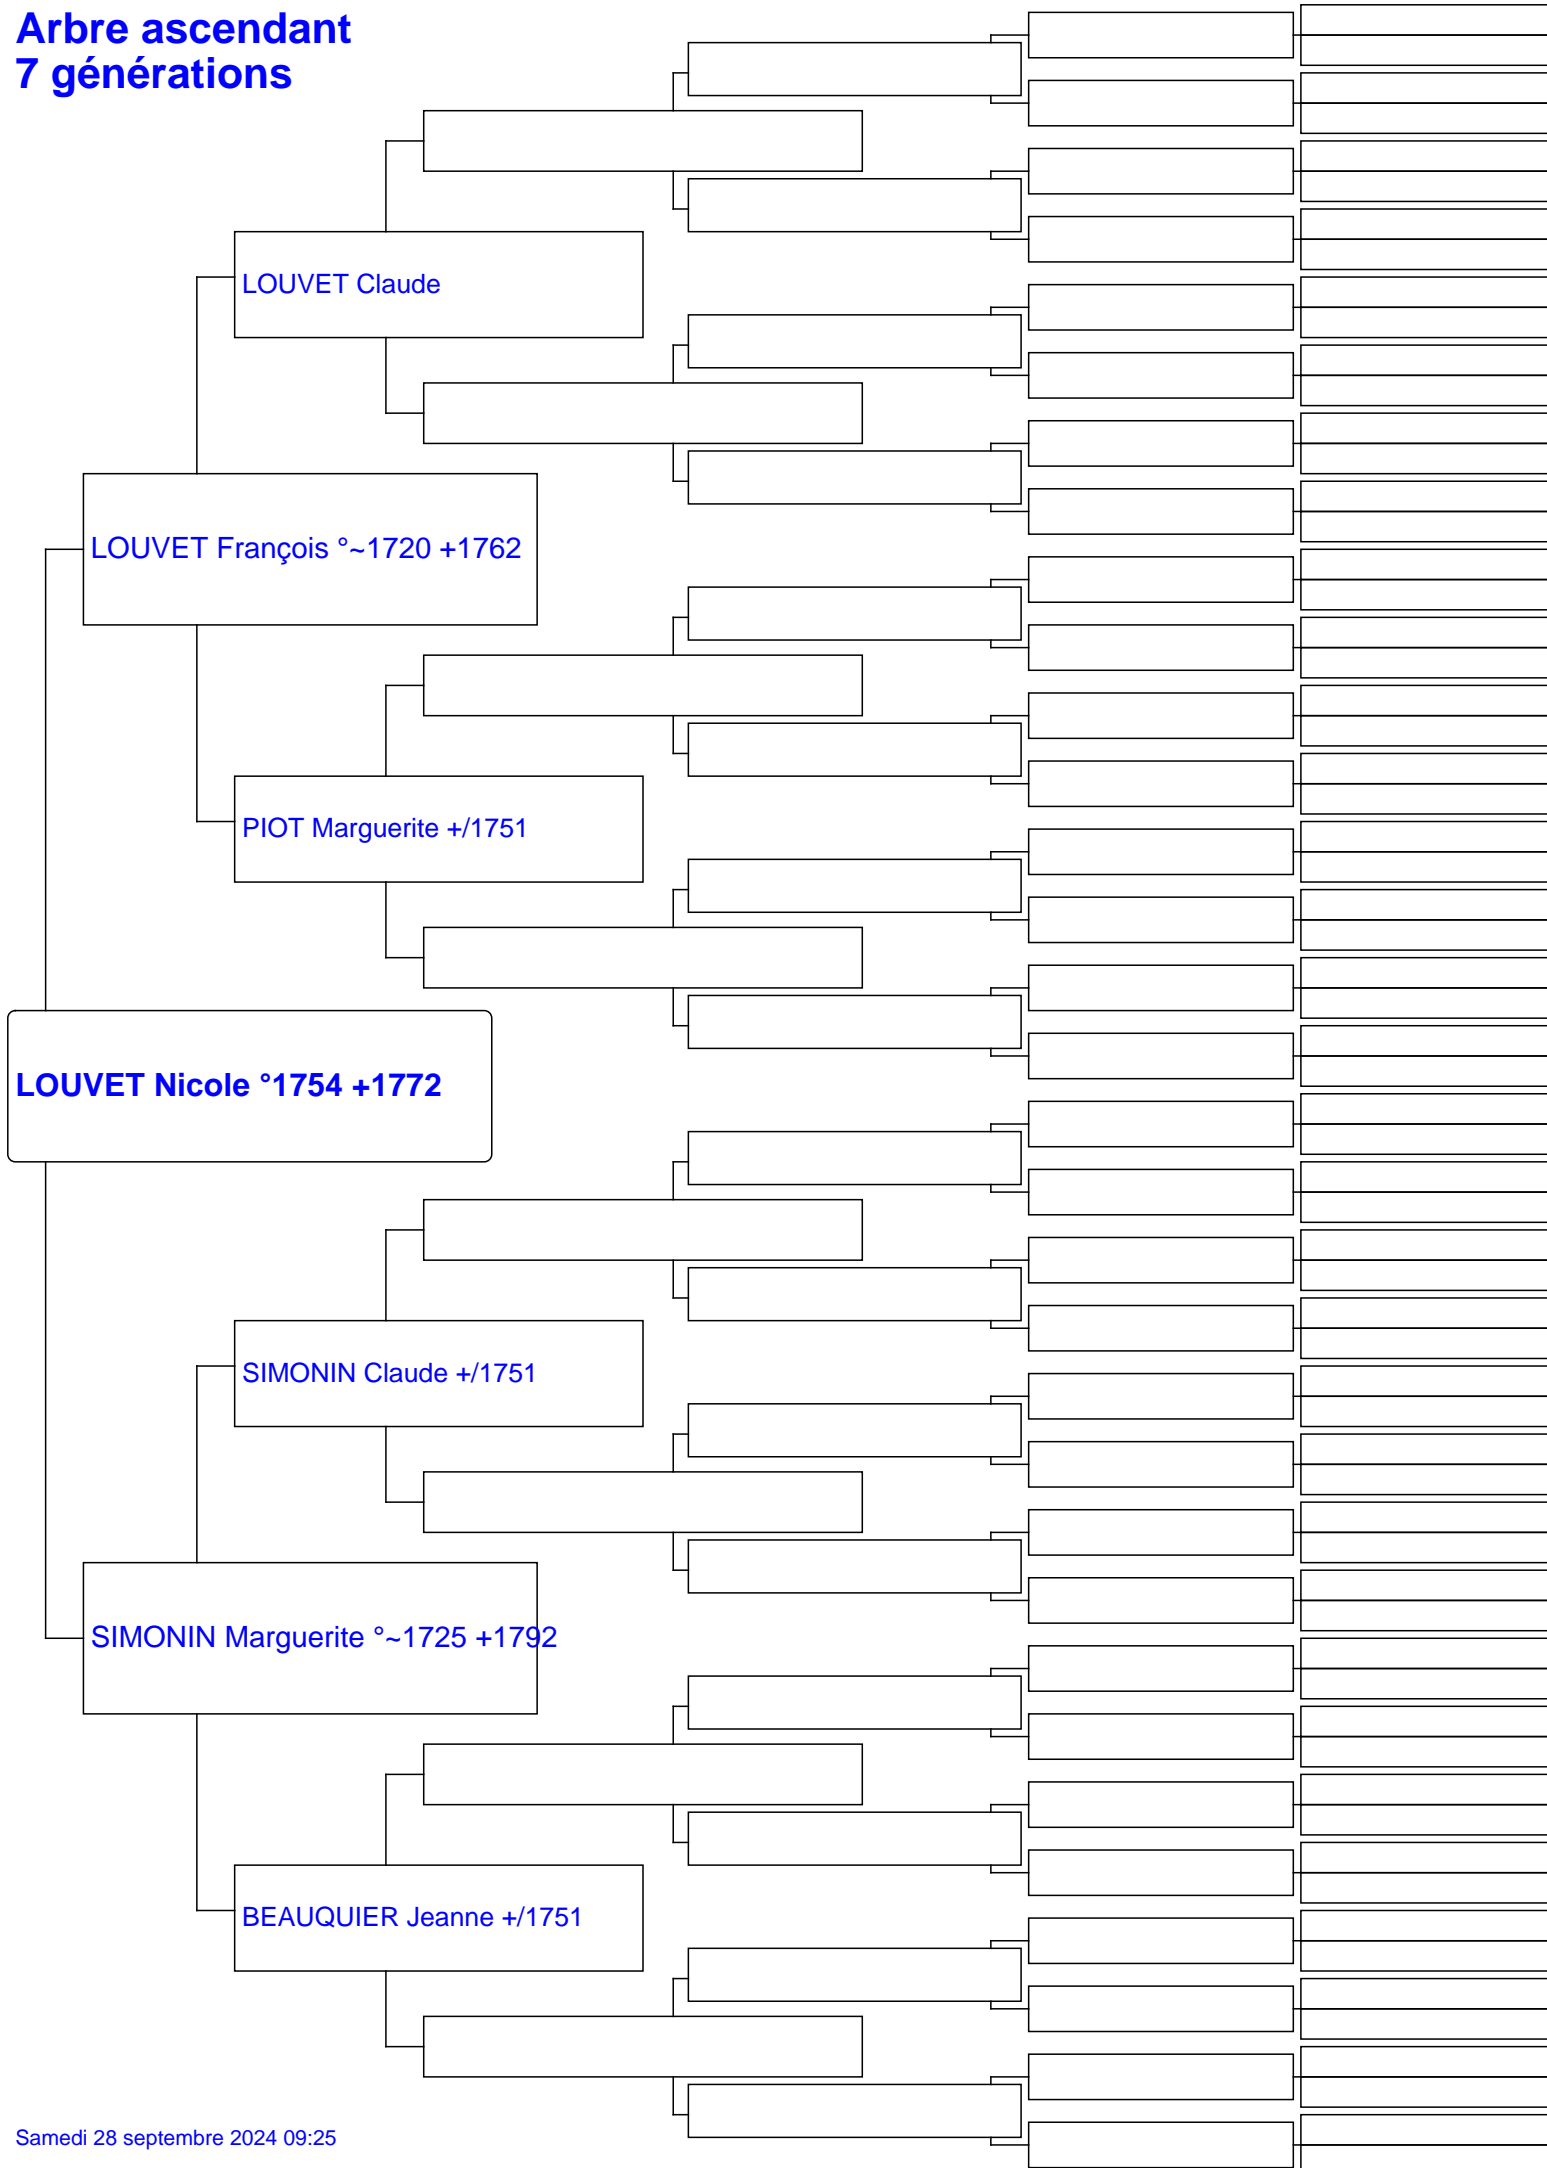 Arbre ascendant
7 générations
LOUVET Claude
LOUVET François °~1720 +1762
PIOT Marguerite +/1751
LOUVET Nicole °1754 +1772
SIMONIN Claude +/1751
SIMONIN Marguerite °~1725 +1792
BEAUQUIER Jeanne +/1751
Samedi 28 septembre 2024 09:25